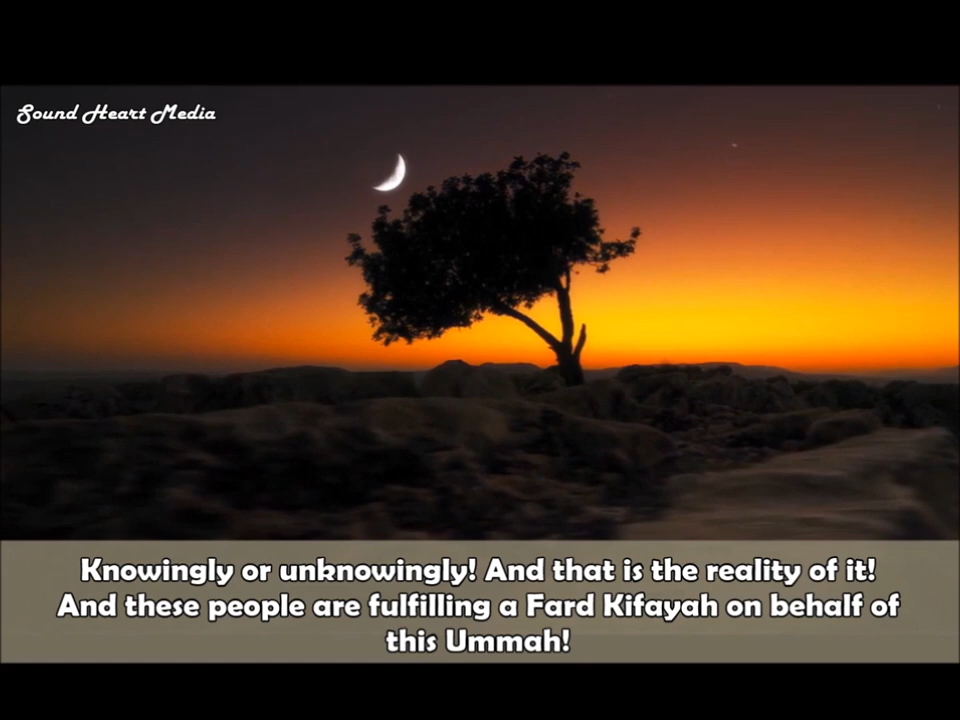 Sound Heart Media
Knowingly or unknowingly! And that is the reality of it!
And these people are fulfilling a Fard Kifayah on behalf of
this Ummah!